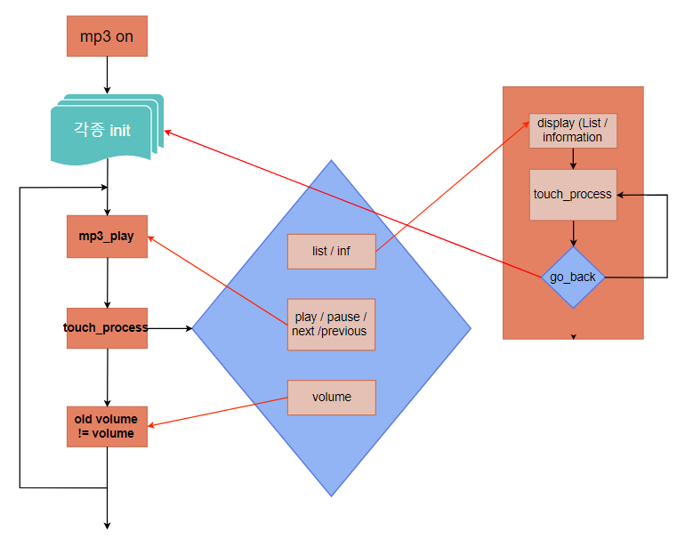 mp3 on
각종 init
mp3_play
touch_process
old volume
!= volume
list / inf
play / pause /
next /previous
volume
display (List /
information
touch_process
go_back